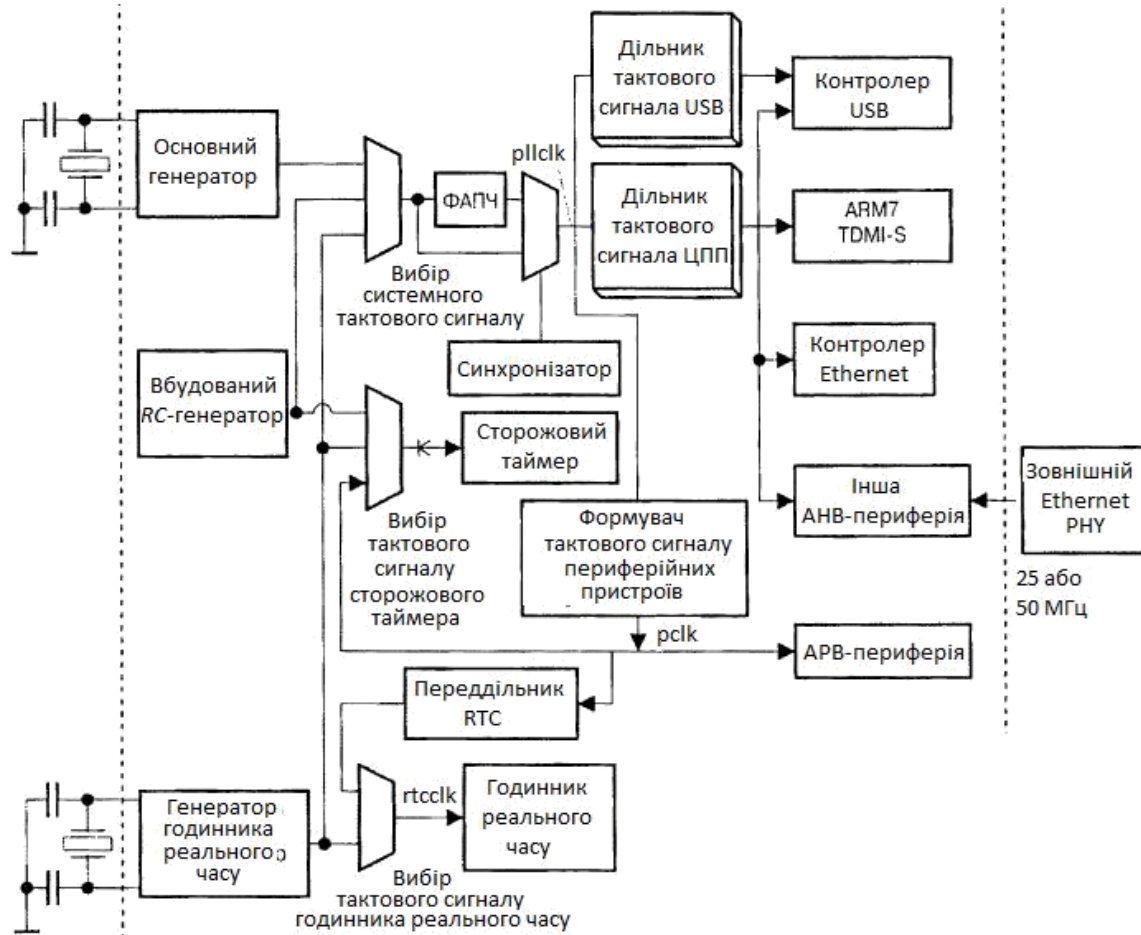 Дільник
тактового
сигнала USB
Контролер
USB
Основний
генератор
pllclk
ФАПЧ
Дільник
тактового
сигнала ЦПП
ARM7
TDMI-S
Вибір
системного
тактового сигналу
Синхронізатор
Контролер
Ethernet
Вбудований
RC-генератор
Сторожовий
таймер
Інша
АНВ-периферія
Зовнішній
Ethernet
PHY
25 або
50 МГц
Вибір
тактового
сигналу
сторожового
таймера
Формувач
тактового сигналу
периферійних
пристроїв
pclk
АРВ-периферія
Переддільник
RTC
Генератор
годинника
реального
часу
rtcclk
Годинник
реального
часу
Вибір
тактового сигналу
годинника реального часу